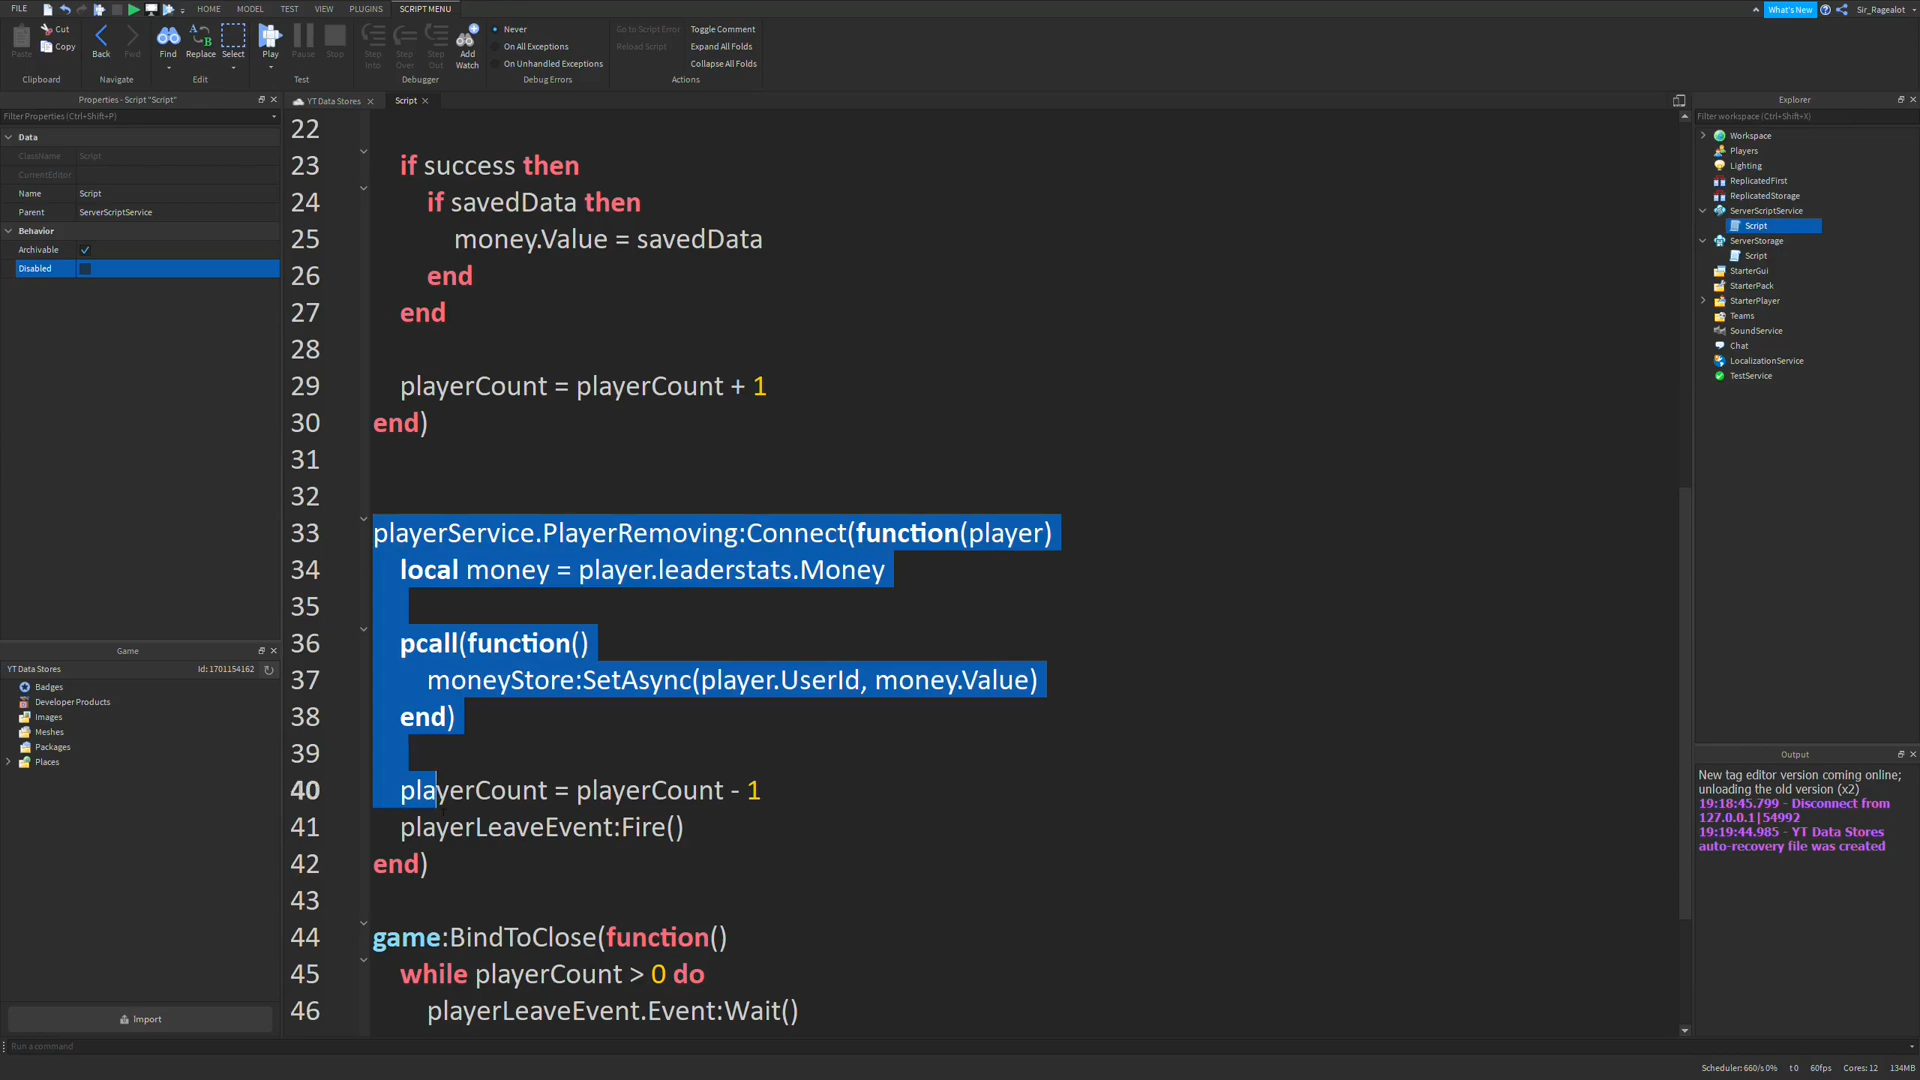 FILE HOME MODEL TEST VIEW PLUGINS SCRIPT MENU What's New Sir_Ragealot
Paste Cut Copy Clipboard
Back Fwd Navigate
Find Replace Select Edit
Play Pause Stop Test
Step Into Step Over Step Out Add Watch Debugger
Never
On All Exceptions
On Unhandled Exceptions
Debug Errors
Go to Script Error Toggle Comment
Reload Script Expand All Folds
Collapse All Folds
Actions
Properties - Script "Script"
Filter Properties (Ctrl+Shift+P)
Data
ClassName Script
CurrentEditor
Name Script
Parent ServerScriptService
Behavior
Archivable
Disabled
Game
YT Data Stores Id: 1701154162
Badges
Developer Products
Images
Meshes
Packages
Places
Import
YT Data Stores Script
22
23 if success then
24 if savedData then
25 money.Value = savedData
26 end
27 end
28
29 playerCount = playerCount + 1
30 end)
31
32
33 playerService.PlayerRemoving:Connect(function(player)
34 local money = player.leaderstats.Money
35
36 pcall(function()
37 moneyStore:SetAsync(player.UserId, money.Value)
38 end)
39
40 playerCount = playerCount - 1
41 playerLeaveEvent:Fire()
42 end)
43
44 game:BindToClose(function()
45 while playerCount > 0 do
46 playerLeaveEvent.Event:Wait()
Explorer
Filter workspace (Ctrl+Shift+X)
Workspace
Players
Lighting
ReplicatedFirst
ReplicatedStorage
ServerScriptService
Script
ServerStorage
Script
StarterGui
StarterPack
StarterPlayer
Teams
SoundService
Chat
LocalizationService
TestService
Output
New tag editor version coming online;
unloading the old version (x2)
19:18:45.799 - Disconnect from
127.0.0.1|54992
19:19:44.985 - YT Data Stores
auto-recovery file was created
Run a command
Scheduler: 660/s 0% t 0 60fps Cores: 12 134MB